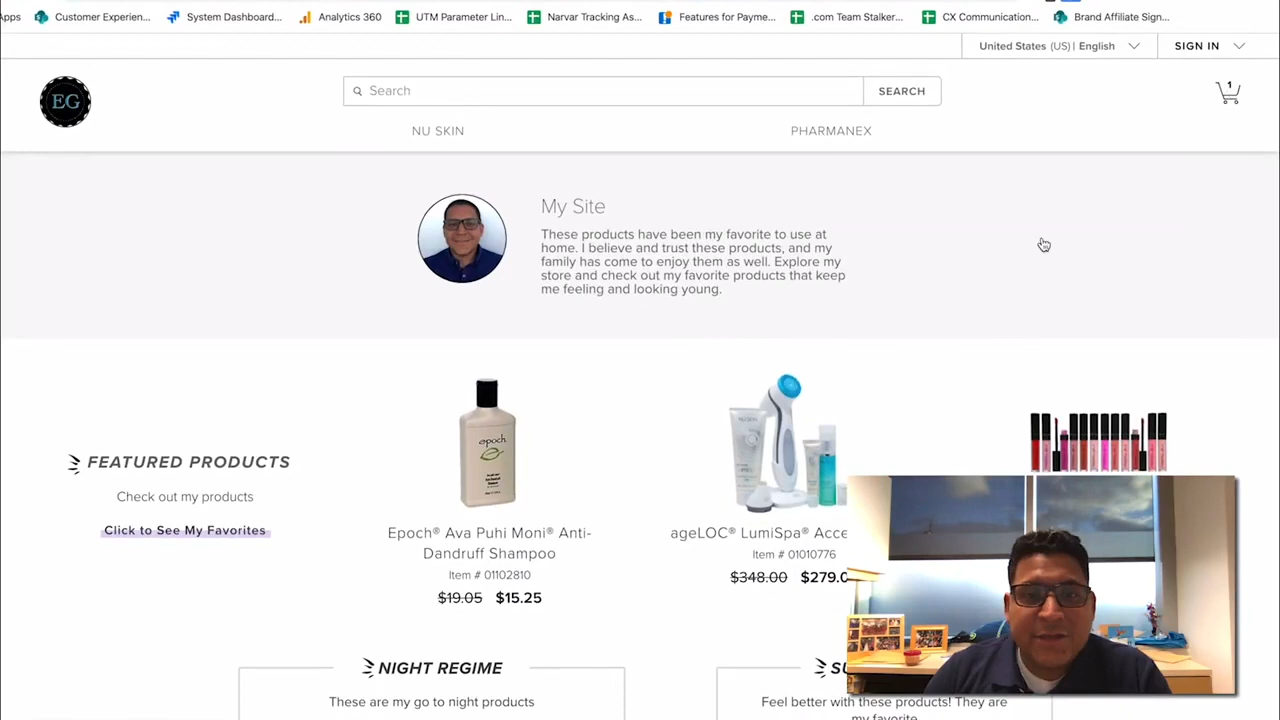 Apps
Customer Experien...
System Dashboard...
Analytics 360
UTM Parameter Lin...
Narvar Tracking As...
Features for Payme...
.com Team Stalker...
CX Communication...
Brand Affiliate Sign...
United States (US) | English
SIGN IN
EG
Search
SEARCH
1
NU SKIN
PHARMANEX
My Site
These products have been my favorite to use at
home. I believe and trust these products, and my
family has come to enjoy them as well. Explore my
store and check out my favorite products that keep
me feeling and looking young.
FEATURED PRODUCTS
Check out my products
Click to See My Favorites
epoch
Epoch® Ava Puhi Moni® Anti-
Dandruff Shampoo
Item # 01102810
$19.05 $15.25
ageLOC® LumiSpa® Acce
Item # 01010776
$348.00 $279.0
NIGHT REGIME
These are my go to night products
SU
Feel better with these products! They are
my favorite